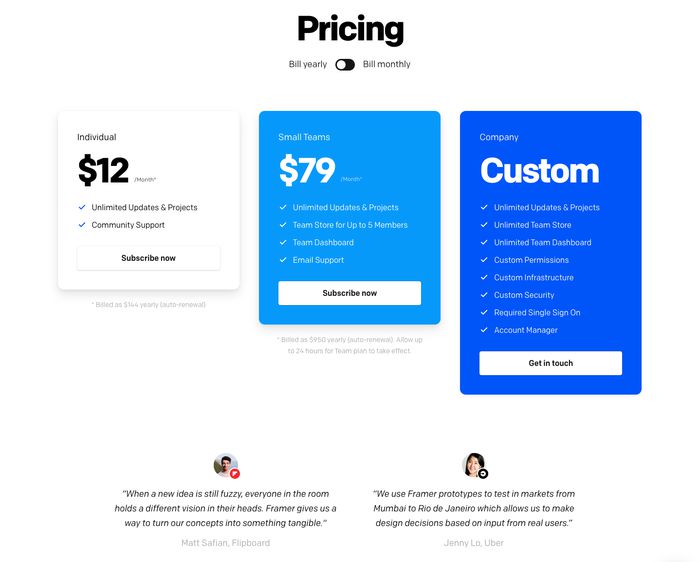 Pricing
Bill yearly
Bill monthly
Individual
$12 /Month*
Unlimited Updates & Projects
Community Support
Subscribe now
* Billed as $144 yearly (auto-renewal)
Small Teams
$79 /Month*
Unlimited Updates & Projects
Team Store for Up to 5 Members
Team Dashboard
Email Support
Subscribe now
* Billed as $950 yearly (auto-renewal). Allow up
to 24 hours for Team plan to take effect.
Company
Custom
Unlimited Updates & Projects
Unlimited Team Store
Unlimited Team Dashboard
Custom Permissions
Custom Infrastructure
Custom Security
Required Single Sign On
Account Manager
Get in touch
“When a new idea is still fuzzy, everyone in the room
holds a different vision in their heads. Framer gives us a
way to turn our concepts into something tangible.”
Matt Safian, Flipboard
“We use Framer prototypes to test in markets from
Mumbai to Rio de Janeiro which allows us to make
design decisions based on input from real users.”
Jenny Lo, Uber